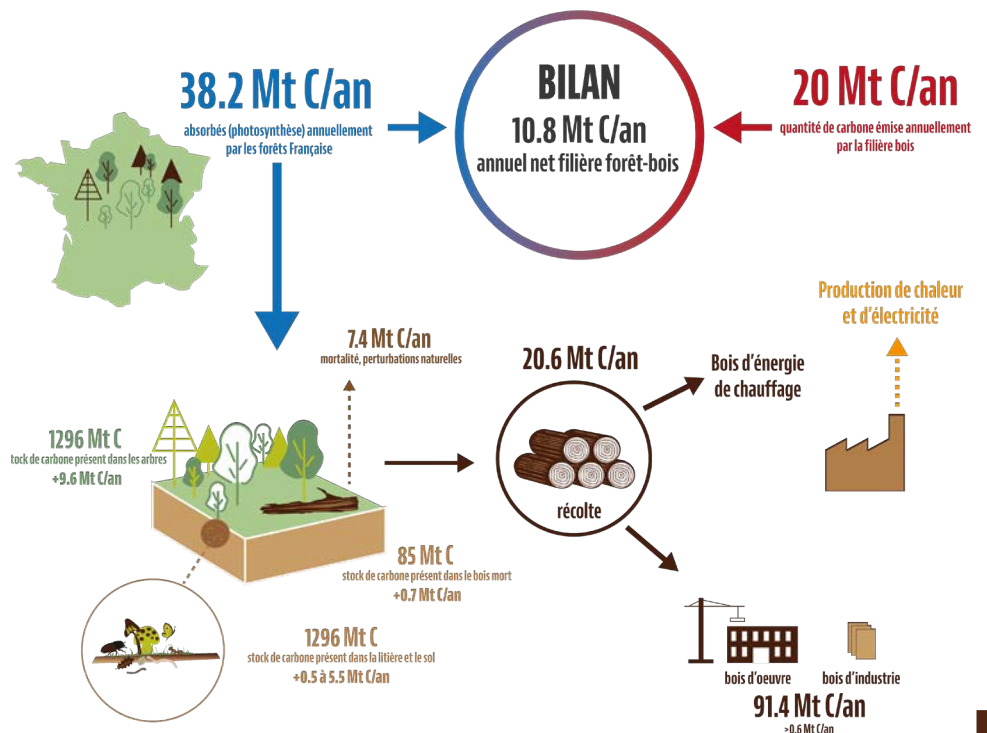 38.2 Mt C/an
absorbés (photosynthèse) annuellement
par les forêts Française
BILAN
10.8 Mt C/an
annuel net filière forêt-bois
20 Mt C/an
quantité de carbone émise annuellement
par la filière bois
Production de chaleur
et d'électricité
7.4 Mt C/an
mortalité, perturbations naturelles
20.6 Mt C/an
récolte
Bois d'énergie
de chauffage
1296 Mt C
tock de carbone présent dans les arbres
+9.6 Mt C/an
85 Mt C
stock de carbone présent dans le bois mort
+0.7 Mt C/an
1296 Mt C
stock de carbone présent dans la litière et le sol
+0.5 à 5.5 Mt C/an
bois d'oeuvre
bois d'industrie
91.4 Mt C/an
>0.6 Mt C/an